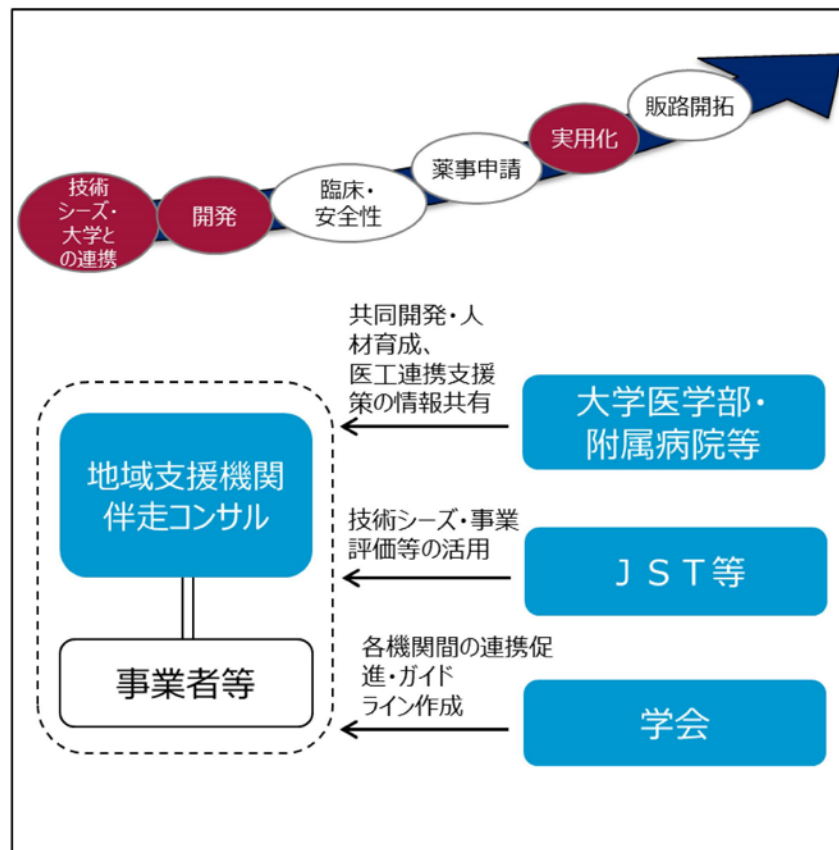 技術
シーズ・
大学と
の連携
開発
臨床・
安全性
薬事申請
実用化
販路開拓
共同開発・人
材育成、
医工連携支援
策の情報共有
大学医学部・
附属病院等
地域支援機関
伴走コンサル
技術シーズ・事業
評価等の活用
ＪＳＴ等
事業者等
各機関間の連携促
進・ガイド
ライン作成
学会